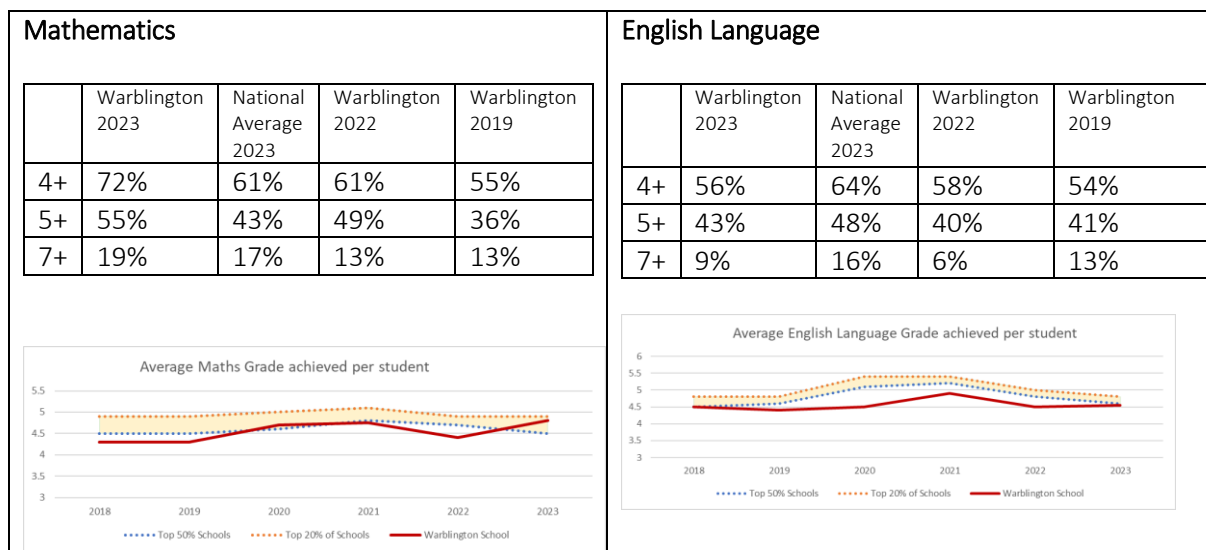 Mathematics
Warblington 2023 National Average 2023 Warblington 2022 Warblington 2019
4+ 72% 61% 61% 55%
5+ 55% 43% 49% 36%
7+ 19% 17% 13% 13%
Average Maths Grade achieved per student
5.5
5
4.5
4
3.5
3
2018 2019 2020 2021 2022 2023
Top 50% Schools Top 20% of Schools Warblington School
English Language
Warblington 2023 National Average 2023 Warblington 2022 Warblington 2019
4+ 56% 64% 58% 54%
5+ 43% 48% 40% 41%
7+ 9% 16% 6% 13%
Average English Language Grade achieved per student
6
5.5
5
4.5
4
3.5
3
2018 2019 2020 2021 2022 2023
Top 50% Schools Top 20% of Schools Warblington School